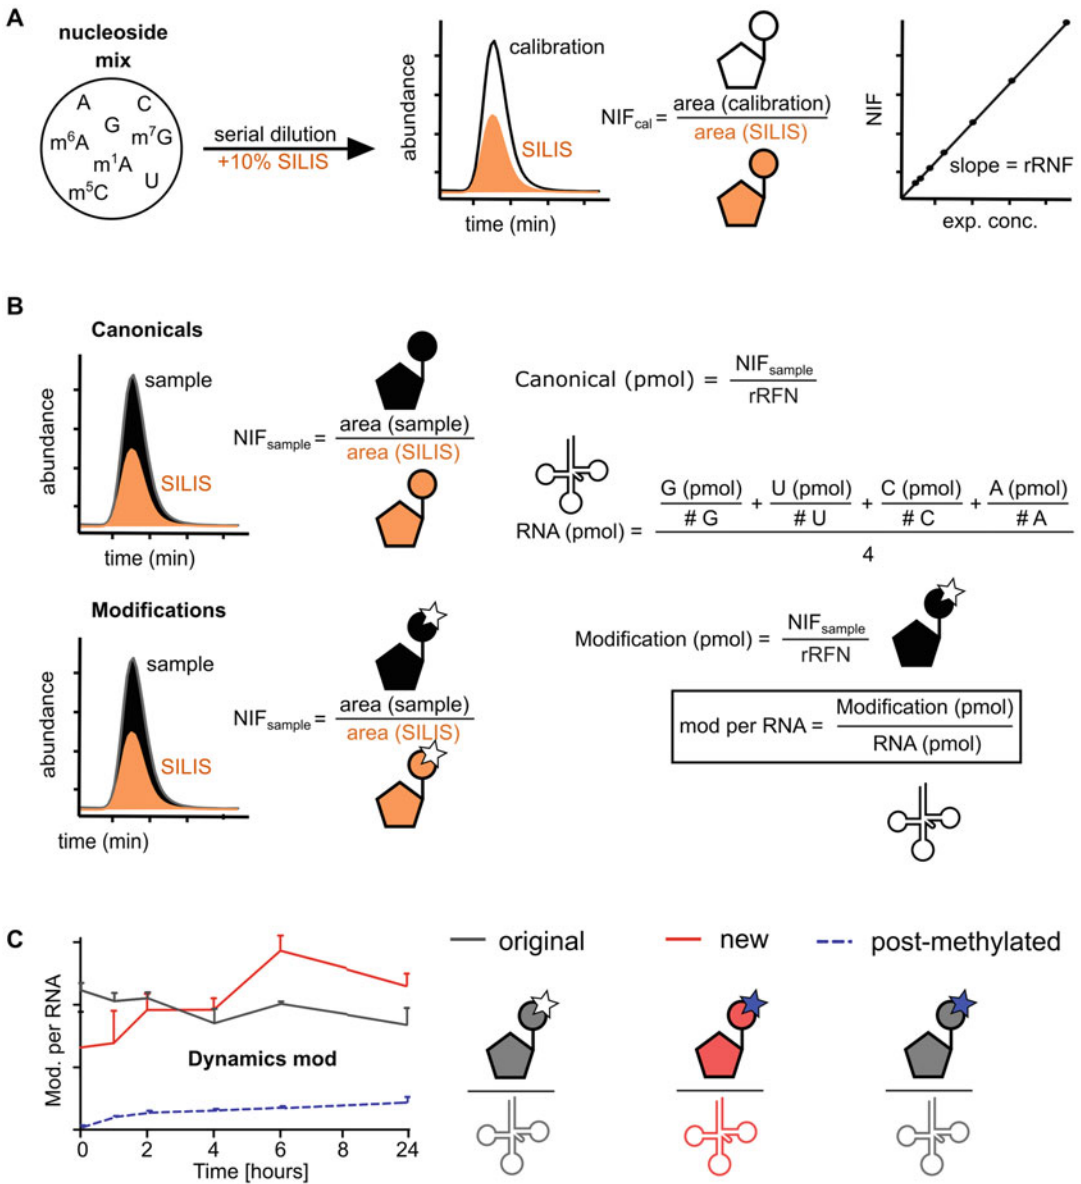 A
nucleoside
mix
A C
G
m⁶A m⁷G
m¹A
m⁵C U
serial dilution
+10% SILIS
abundance
calibration
SILIS
time (min)
NIFcal = area (calibration)
area (SILIS)
NIF
slope = rRNF
exp. conc.
B
Canonicals
abundance
sample
SILIS
time (min)
NIFsample = area (sample)
area (SILIS)
Canonical (pmol) = NIFsample
rRFN
RNA (pmol) = G (pmol) + U (pmol) + C (pmol) + A (pmol)
# G # U # C # A
4
Modifications
abundance
sample
SILIS
time (min)
NIFsample = area (sample)
area (SILIS)
Modification (pmol) = NIFsample
rRFN
mod per RNA = Modification (pmol)
RNA (pmol)
C
Mod. per RNA
Dynamics mod
0 2 4 6 8 24
Time [hours]
original new post-methylated